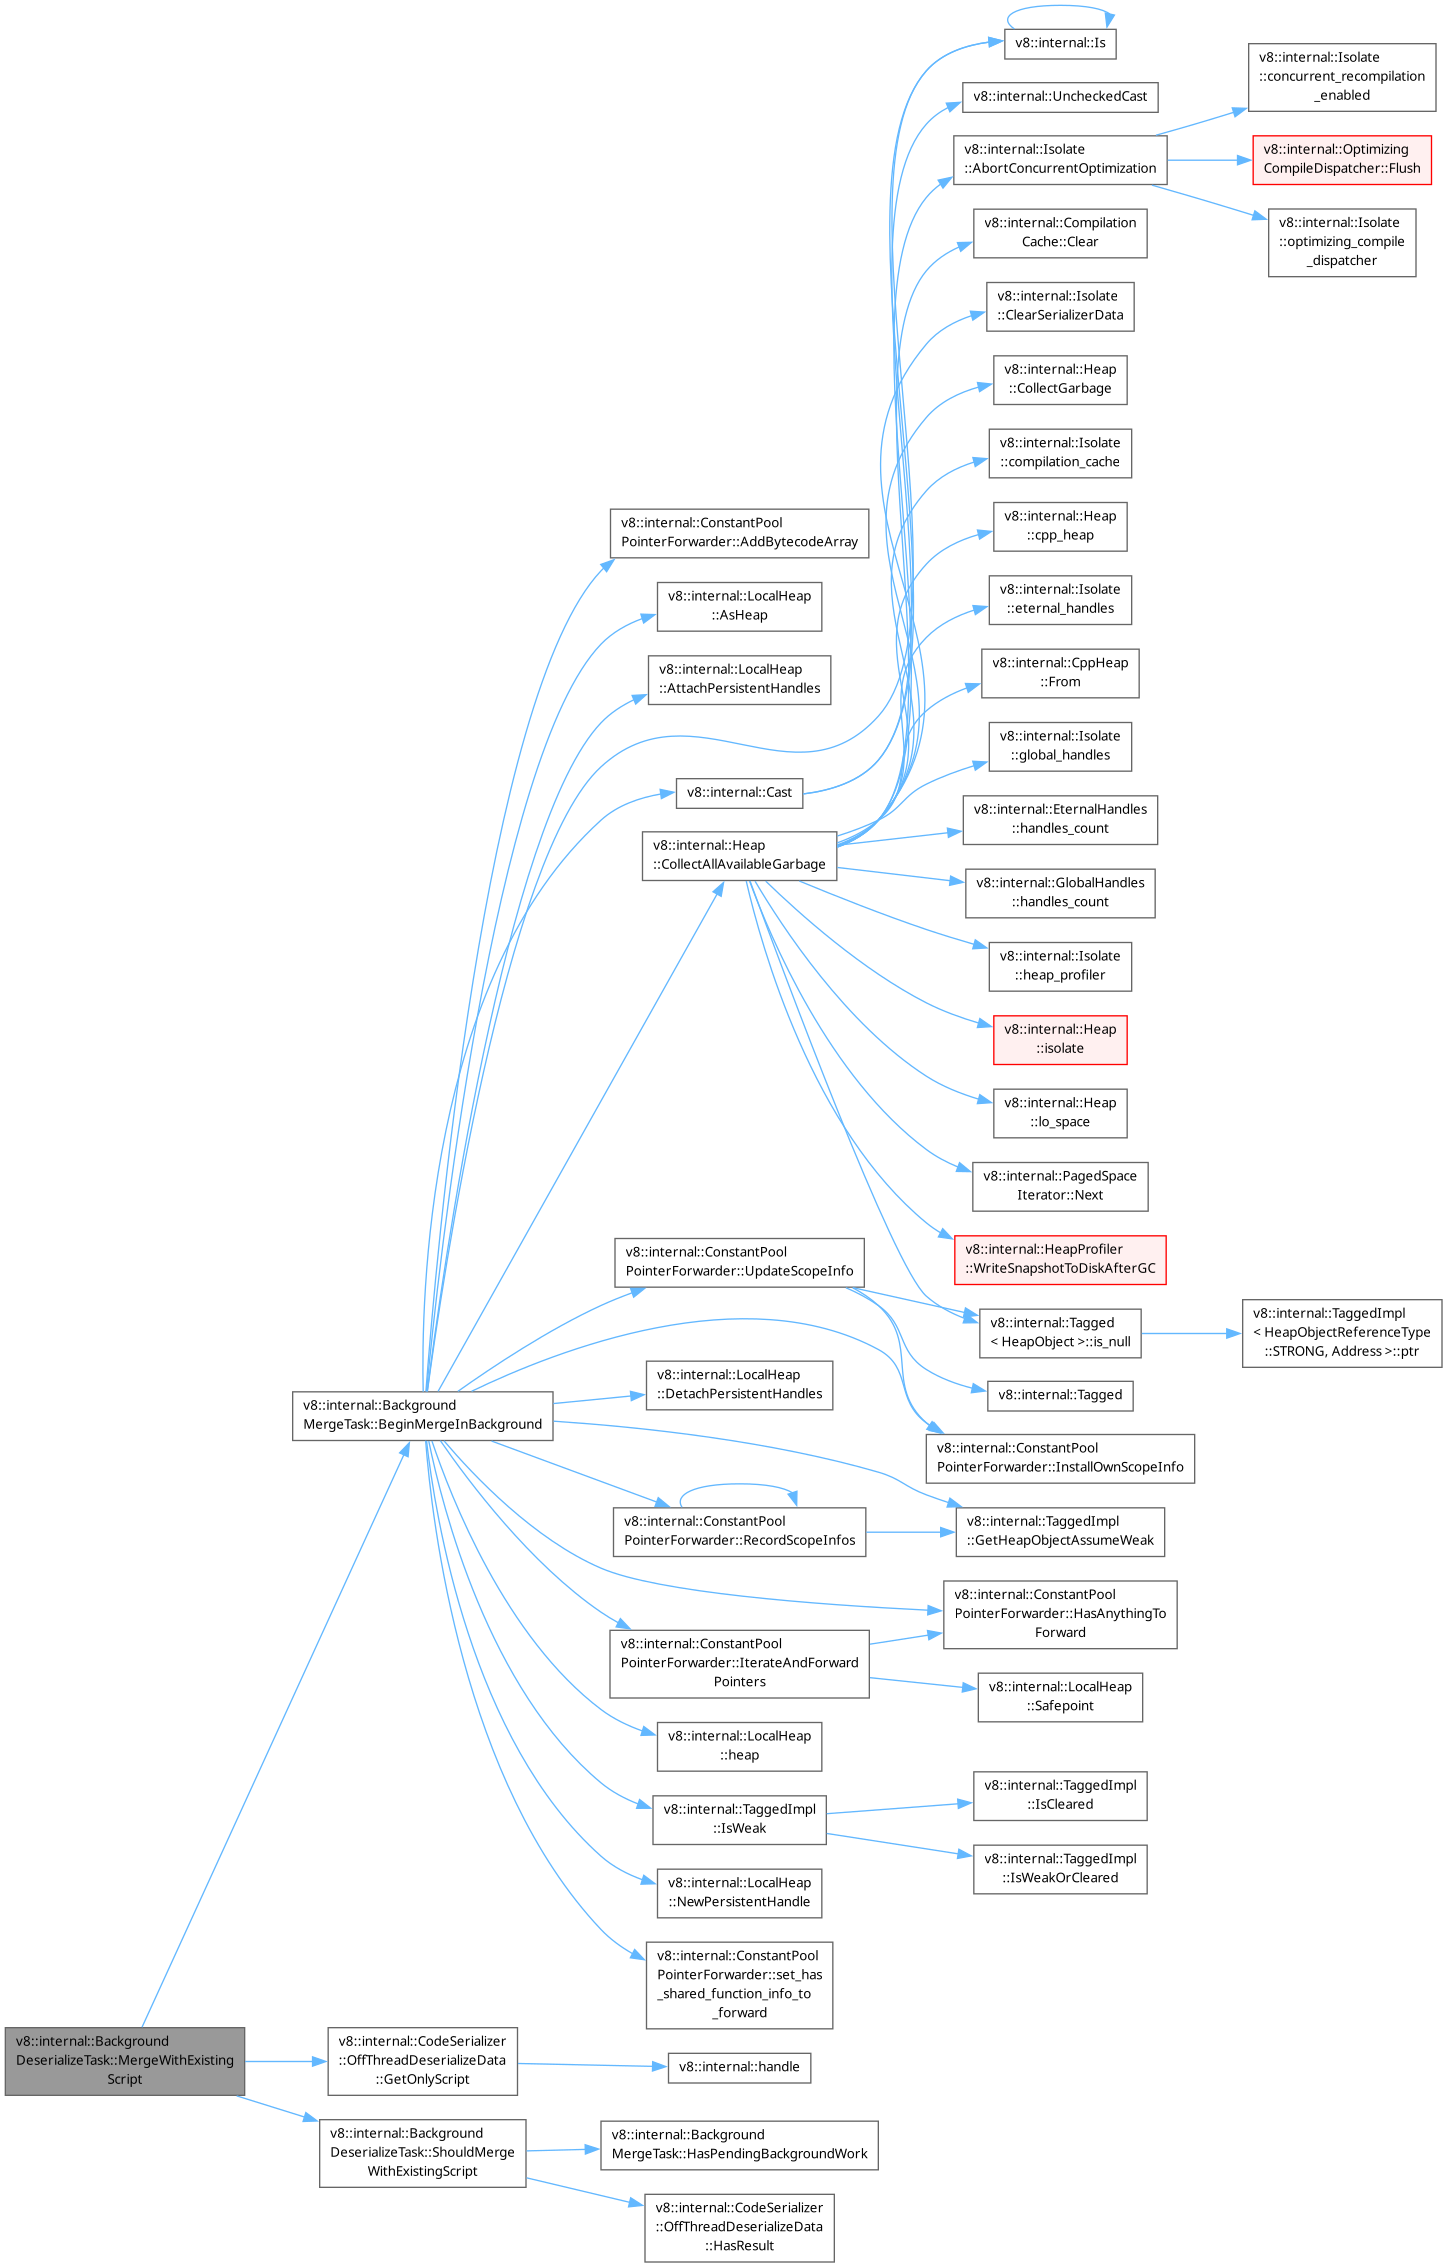 v8::internal::Is
v8::internal::Isolate
::concurrent_recompilation
_enabled
v8::internal::UncheckedCast
v8::internal::Isolate
::AbortConcurrentOptimization
v8::internal::Optimizing
CompileDispatcher::Flush
v8::internal::Compilation
Cache::Clear
v8::internal::Isolate
::optimizing_compile
_dispatcher
v8::internal::Isolate
::ClearSerializerData
v8::internal::Heap
::CollectGarbage
v8::internal::Isolate
::compilation_cache
v8::internal::ConstantPool
PointerForwarder::AddBytecodeArray
v8::internal::Heap
::cpp_heap
v8::internal::LocalHeap
::AsHeap
v8::internal::Isolate
::eternal_handles
v8::internal::LocalHeap
::AttachPersistentHandles
v8::internal::CppHeap
::From
v8::internal::Isolate
::global_handles
v8::internal::Cast
v8::internal::EternalHandles
::handles_count
v8::internal::Heap
::CollectAllAvailableGarbage
v8::internal::GlobalHandles
::handles_count
v8::internal::Isolate
::heap_profiler
v8::internal::Heap
::isolate
v8::internal::Heap
::lo_space
v8::internal::PagedSpace
Iterator::Next
v8::internal::ConstantPool
PointerForwarder::UpdateScopeInfo
v8::internal::HeapProfiler
::WriteSnapshotToDiskAfterGC
v8::internal::Tagged
< HeapObject >::is_null
v8::internal::TaggedImpl
< HeapObjectReferenceType
::STRONG, Address >::ptr
v8::internal::LocalHeap
::DetachPersistentHandles
v8::internal::Tagged
v8::internal::Background
MergeTask::BeginMergeInBackground
v8::internal::ConstantPool
PointerForwarder::InstallOwnScopeInfo
v8::internal::ConstantPool
PointerForwarder::RecordScopeInfos
v8::internal::TaggedImpl
::GetHeapObjectAssumeWeak
v8::internal::ConstantPool
PointerForwarder::HasAnythingTo
Forward
v8::internal::ConstantPool
PointerForwarder::IterateAndForward
Pointers
v8::internal::LocalHeap
::Safepoint
v8::internal::LocalHeap
::heap
v8::internal::TaggedImpl
::IsWeak
v8::internal::TaggedImpl
::IsCleared
v8::internal::TaggedImpl
::IsWeakOrCleared
v8::internal::LocalHeap
::NewPersistentHandle
v8::internal::ConstantPool
PointerForwarder::set_has
_shared_function_info_to
_forward
v8::internal::Background
DeserializeTask::MergeWithExisting
Script
v8::internal::CodeSerializer
::OffThreadDeserializeData
::GetOnlyScript
v8::internal::handle
v8::internal::Background
DeserializeTask::ShouldMerge
WithExistingScript
v8::internal::Background
MergeTask::HasPendingBackgroundWork
v8::internal::CodeSerializer
::OffThreadDeserializeData
::HasResult